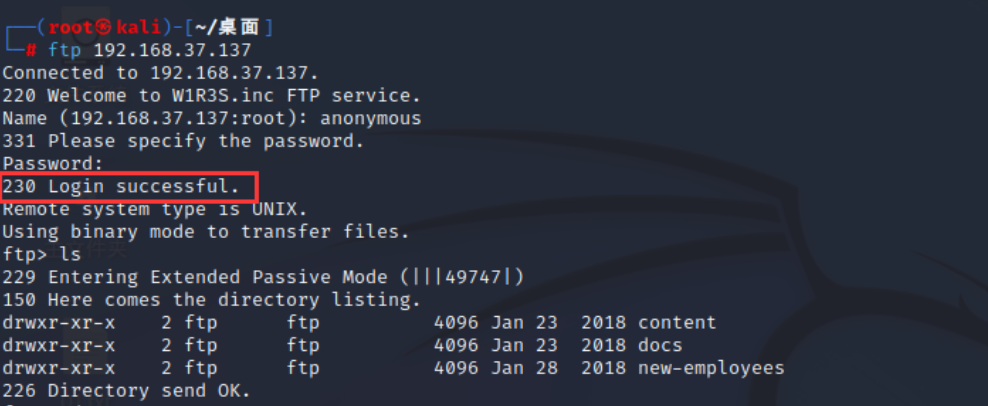 ┌──(root㉿kali)-[~/桌面]
└─# ftp 192.168.37.137
Connected to 192.168.37.137.
220 Welcome to W1R3S.inc FTP service.
Name (192.168.37.137:root): anonymous
331 Please specify the password.
Password:
230 Login successful.
Remote system type is UNIX.
Using binary mode to transfer files.
ftp> ls
229 Entering Extended Passive Mode (|||49747|)
150 Here comes the directory listing.
drwxr-xr-x    2 ftp      ftp          4096 Jan 23  2018 content
drwxr-xr-x    2 ftp      ftp          4096 Jan 23  2018 docs
drwxr-xr-x    2 ftp      ftp          4096 Jan 28  2018 new-employees
226 Directory send OK.